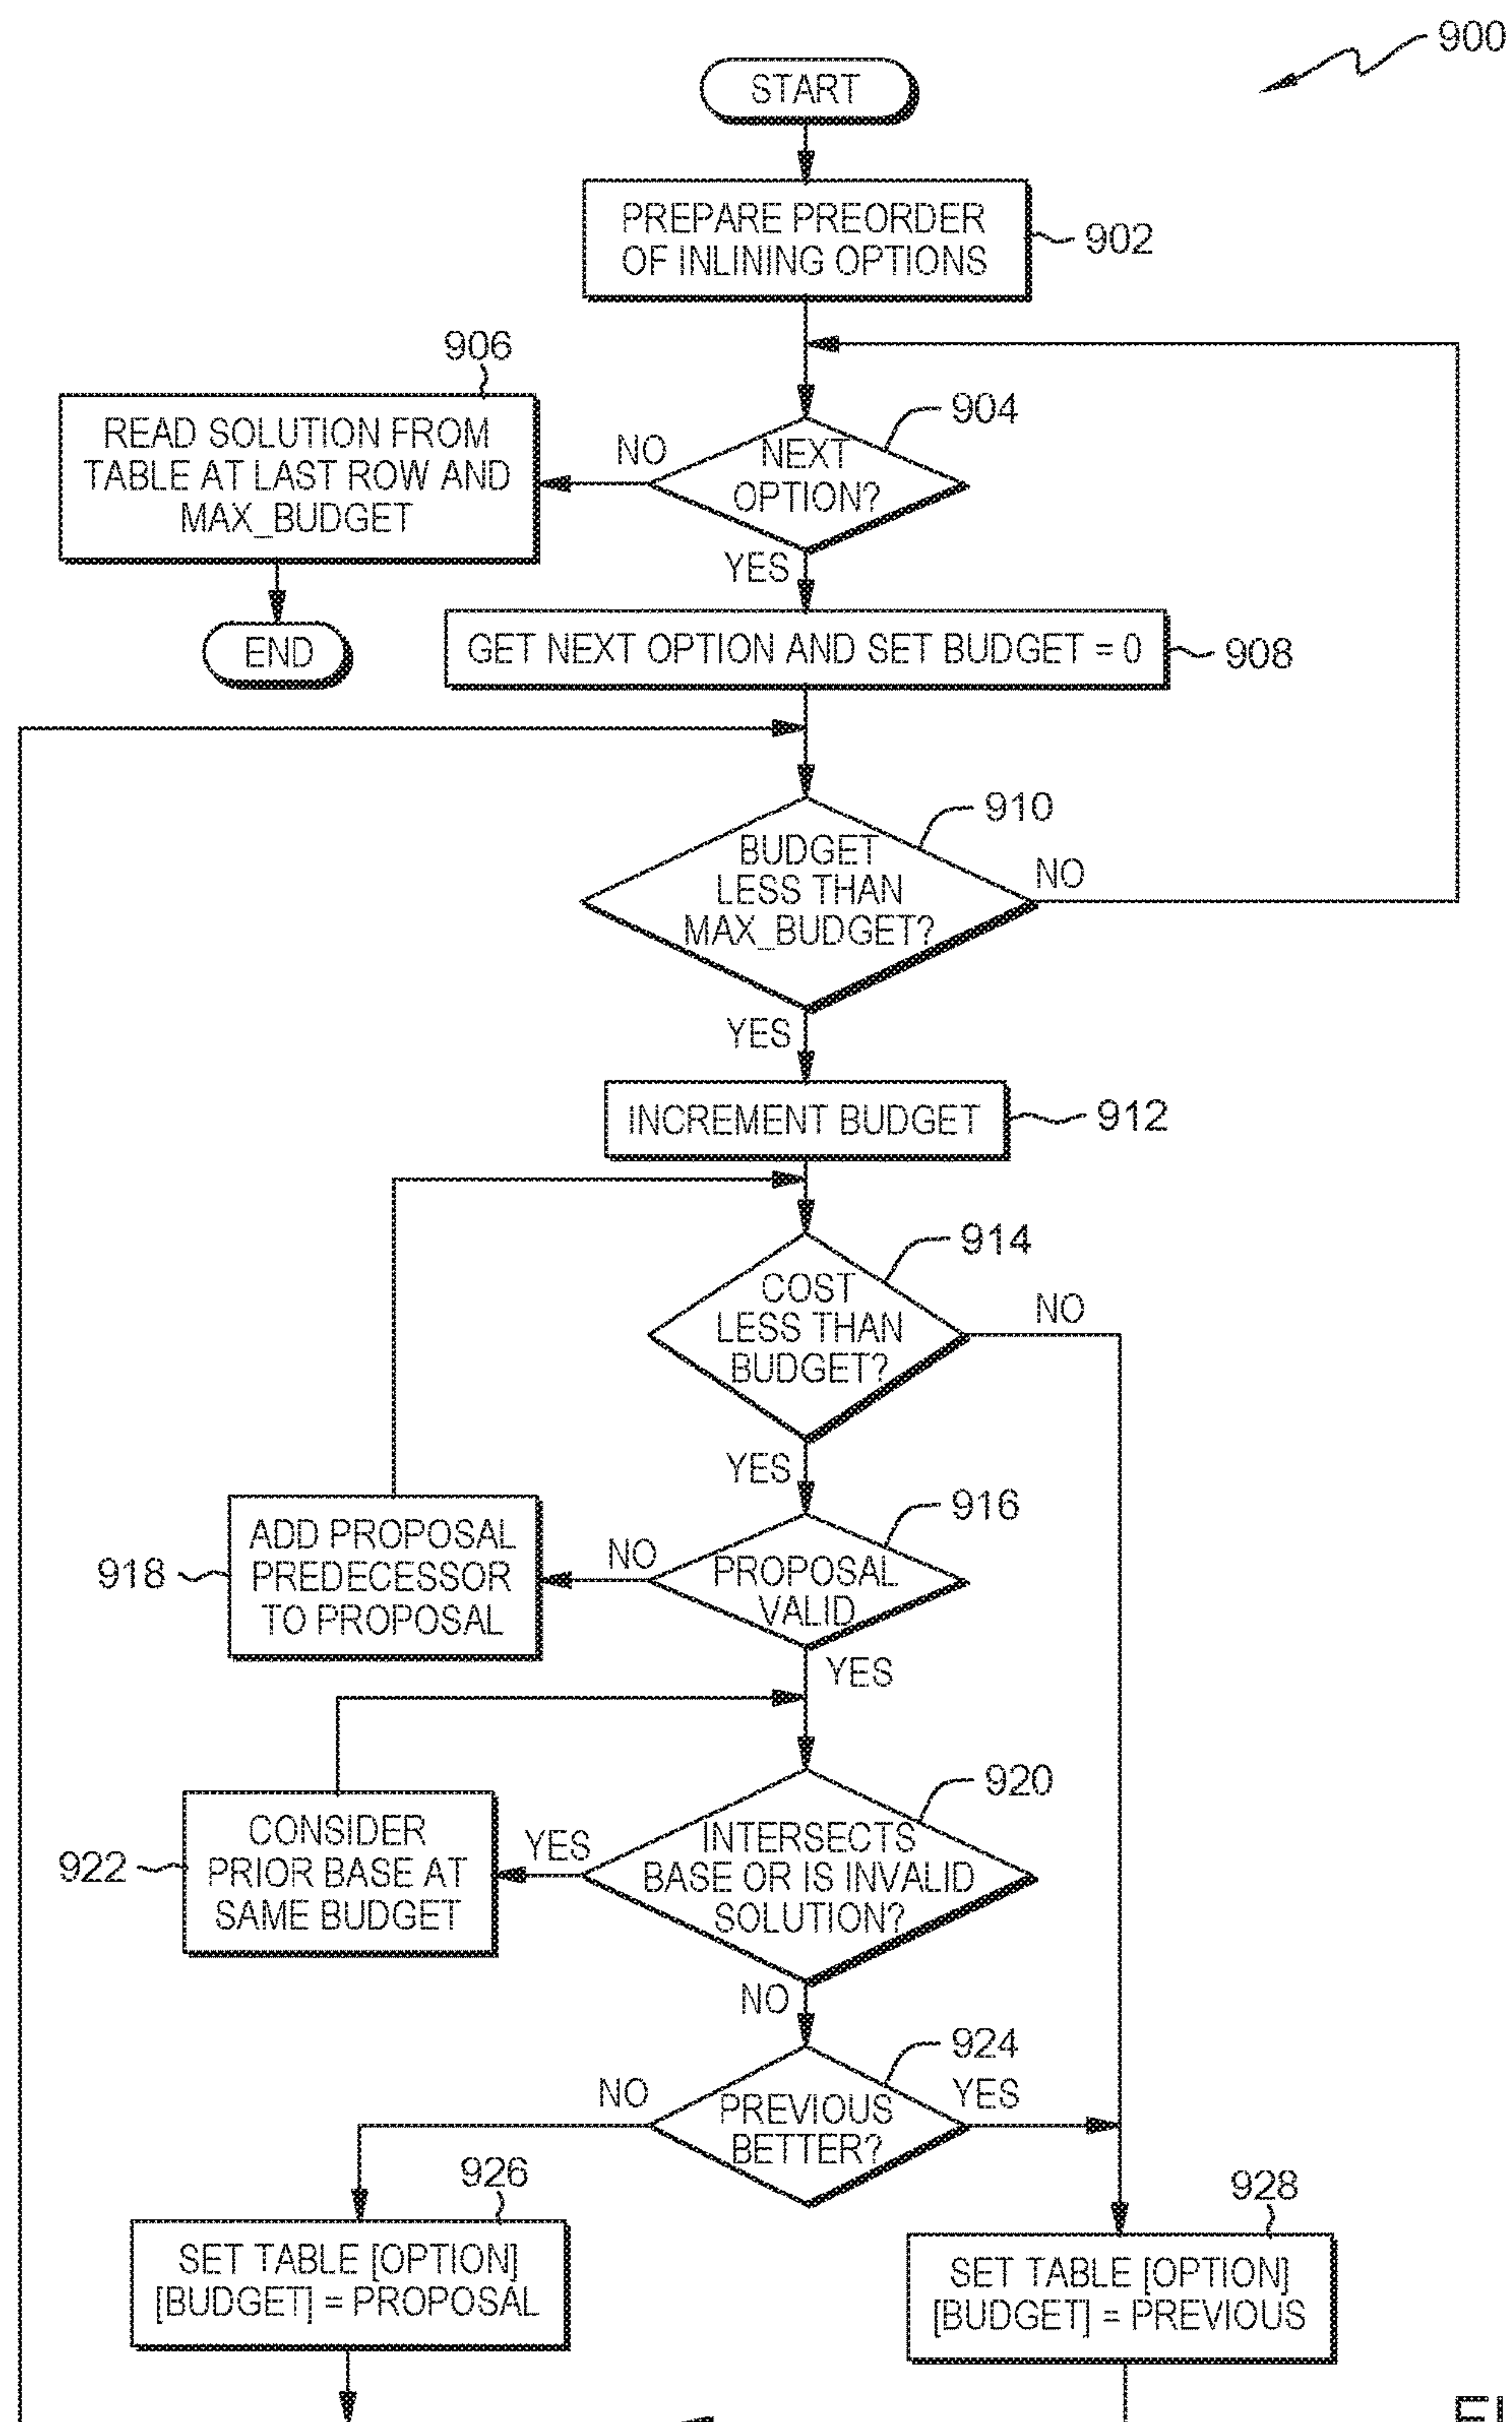 900
START
PREPARE PREORDER
OF INLINING OPTIONS
902
906
READ SOLUTION FROM
TABLE AT LAST ROW AND
MAX_BUDGET
NO
904
NEXT
OPTION?
YES
END
GET NEXT OPTION AND SET BUDGET = 0
908
910
BUDGET
LESS THAN
MAX_BUDGET?
NO
YES
INCREMENT BUDGET
912
914
COST
LESS THAN
BUDGET?
NO
YES
916
PROPOSAL
VALID
NO
918
ADD PROPOSAL
PREDECESSOR
TO PROPOSAL
YES
920
INTERSECTS
BASE OR IS INVALID
SOLUTION?
YES
922
CONSIDER
PRIOR BASE AT
SAME BUDGET
NO
924
PREVIOUS
BETTER?
NO
YES
926
SET TABLE [OPTION]
[BUDGET] = PROPOSAL
928
SET TABLE [OPTION]
[BUDGET] = PREVIOUS